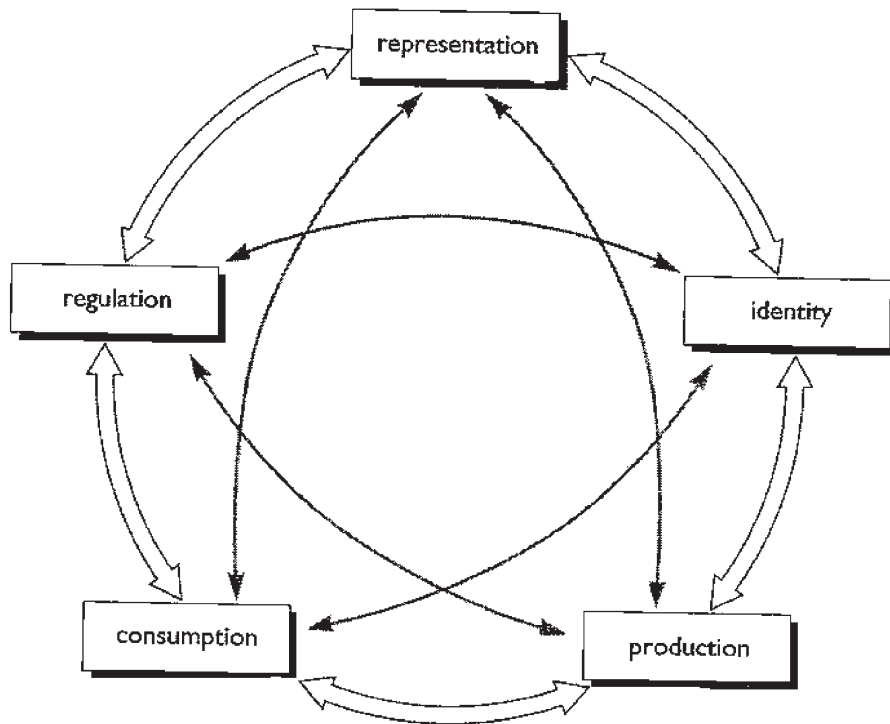 representation
regulation
identity
consumption
production